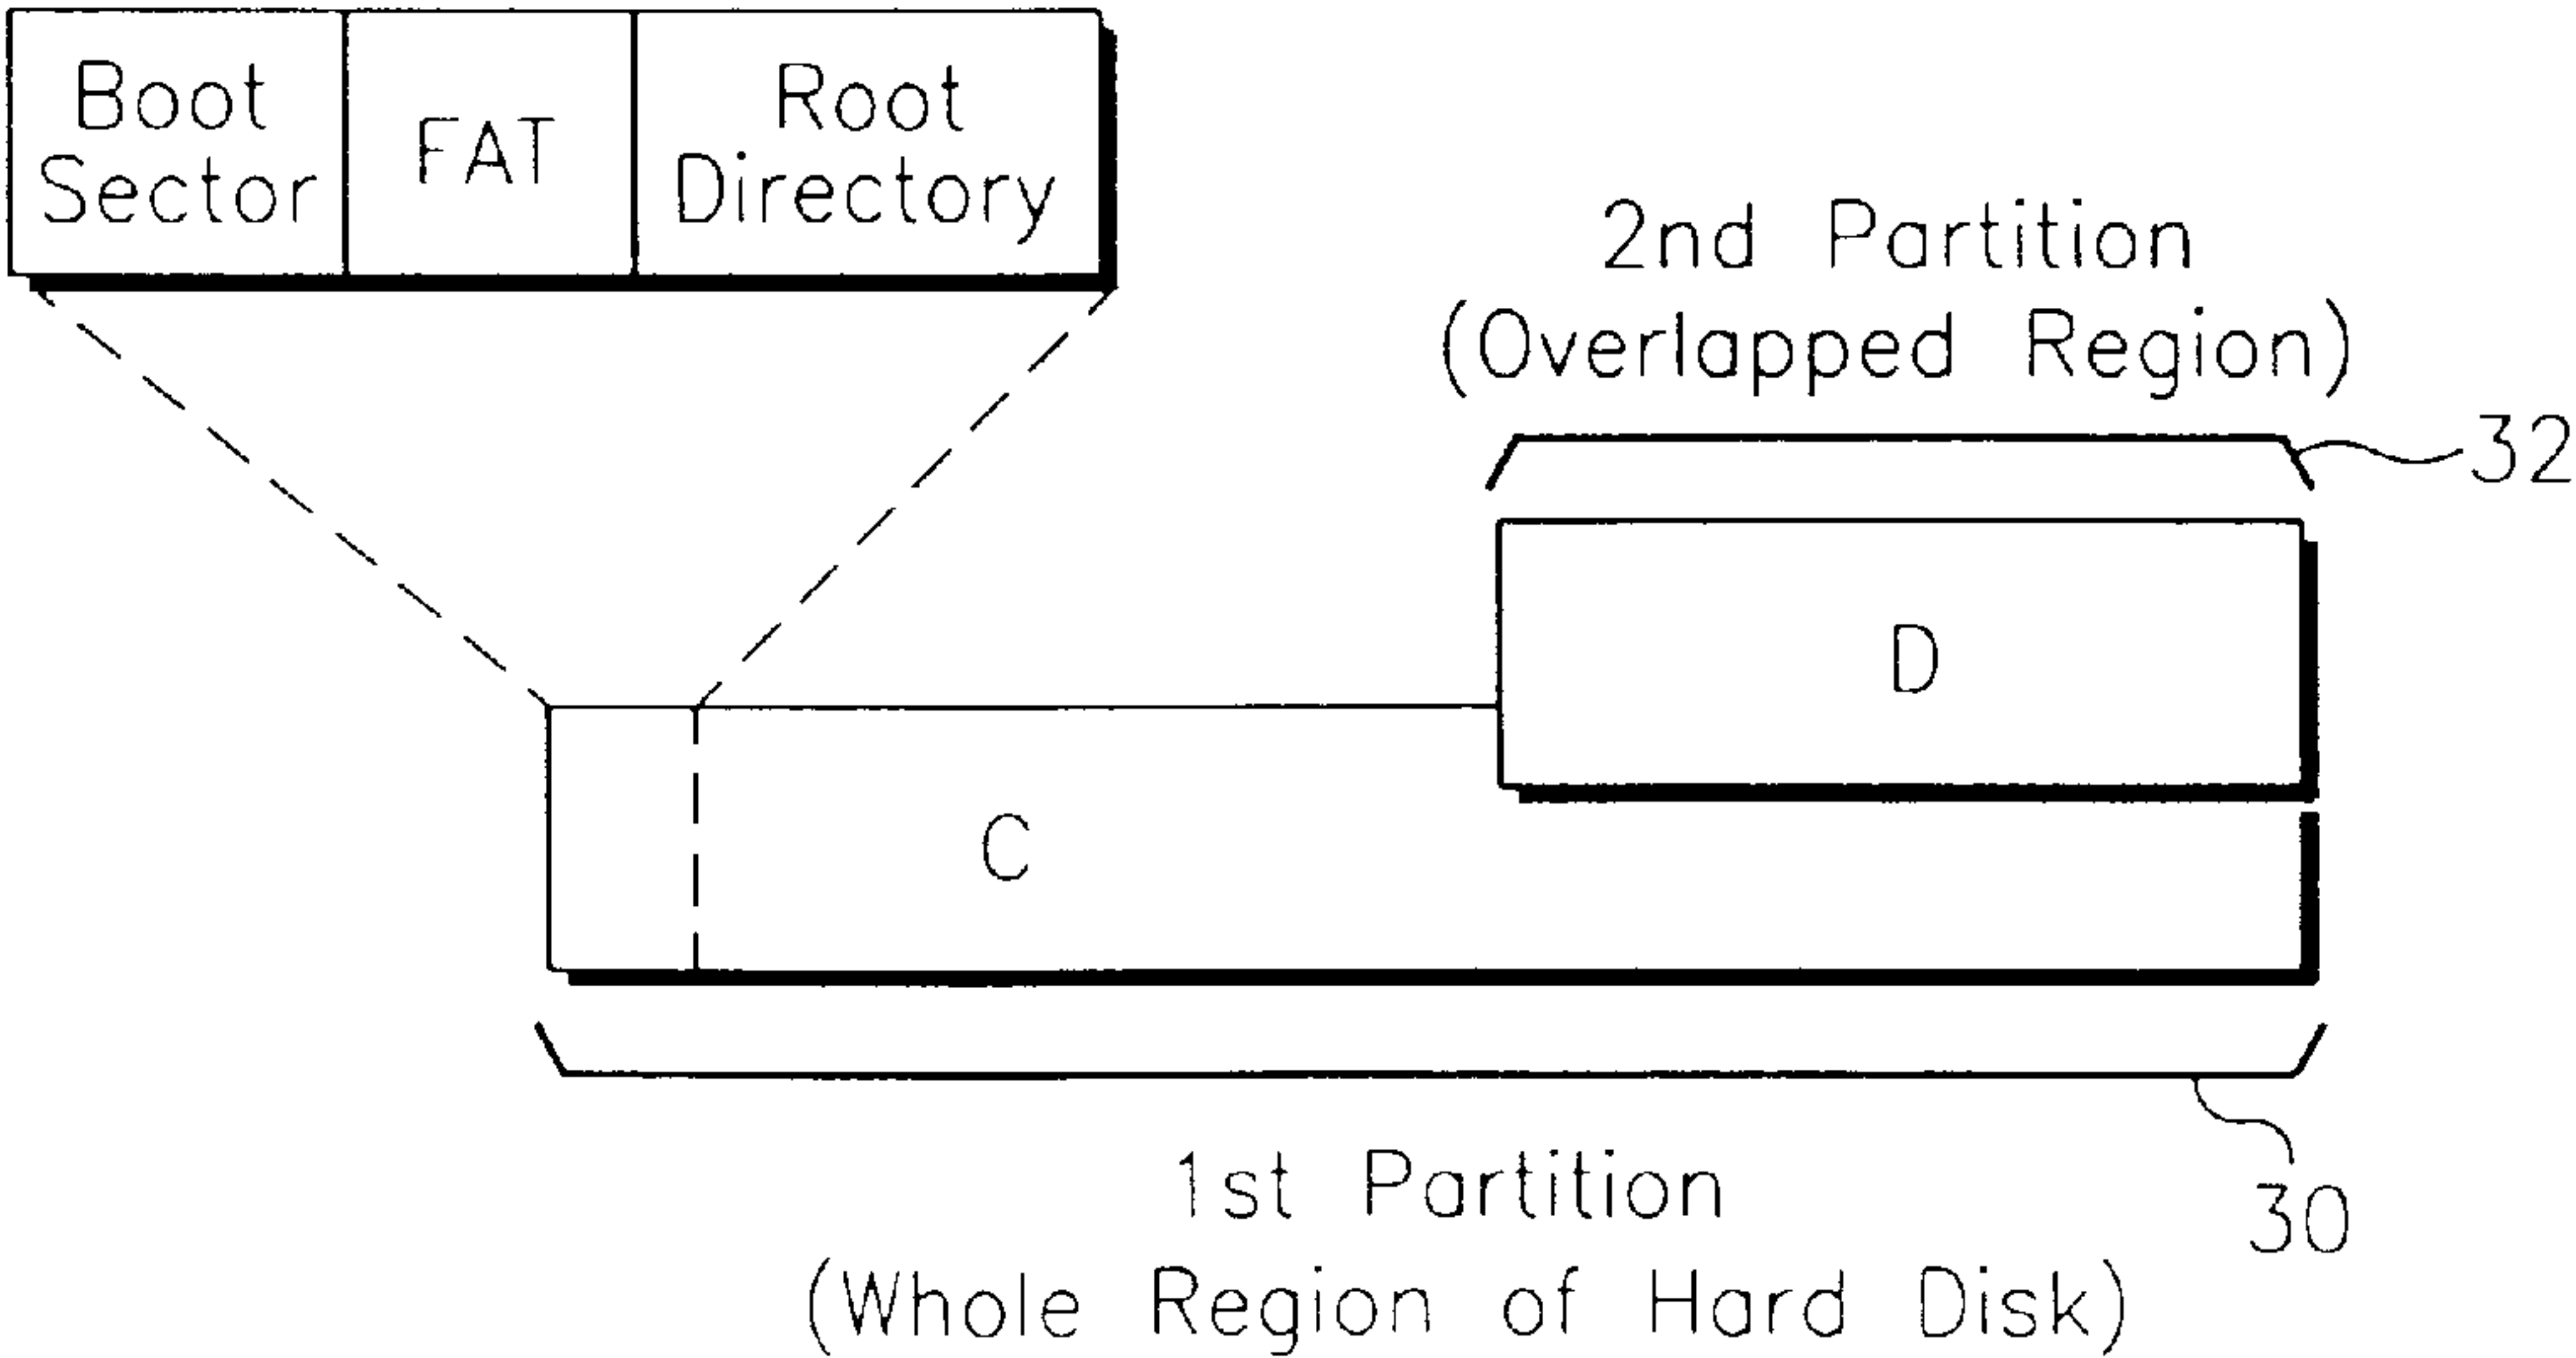 Boot
Sector
FAT
Root
Directory
2nd Partition
(Overlapped Region)
32
D
C
1st Partition
30
(Whole Region of Hard Disk)